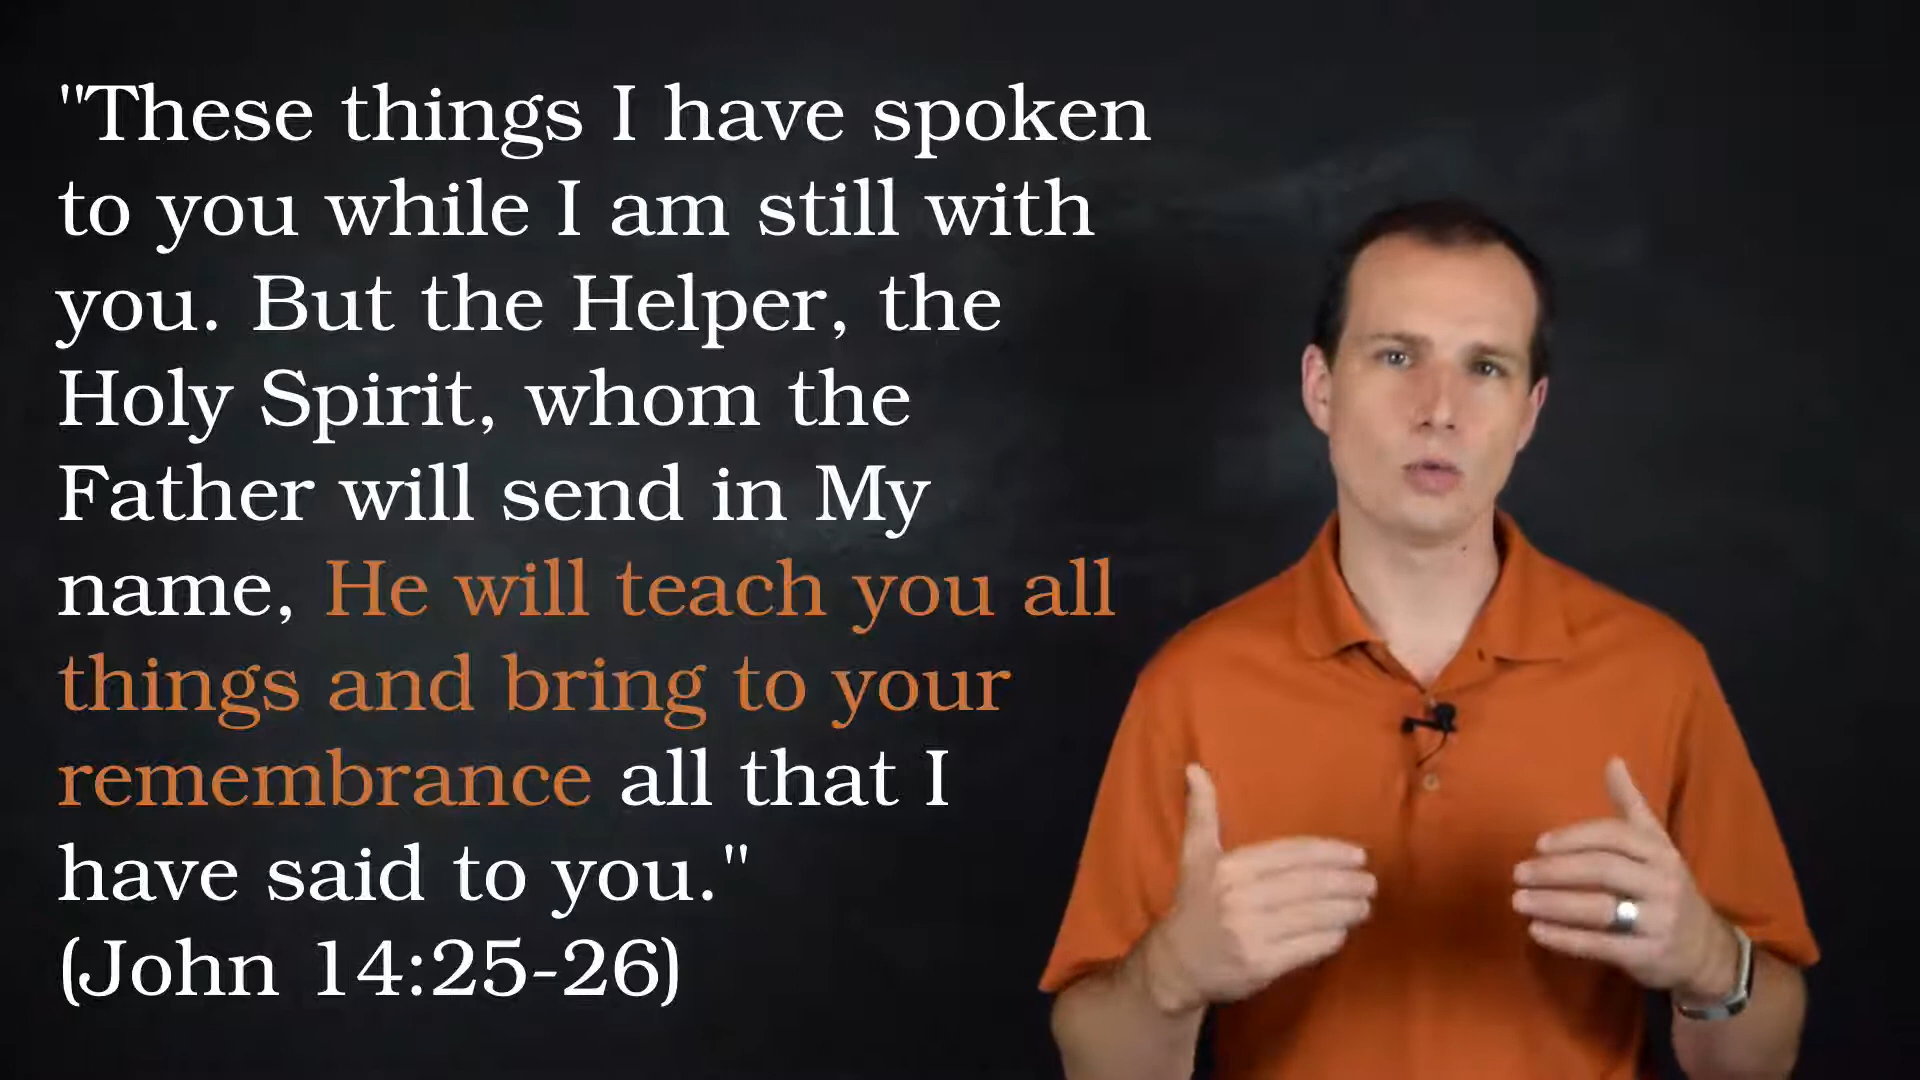 "These things I have spoken
to you while I am still with
you. But the Helper, the
Holy Spirit, whom the
Father will send in My
name, He will teach you all
things and bring to your
remembrance all that I
have said to you."
(John 14:25-26)